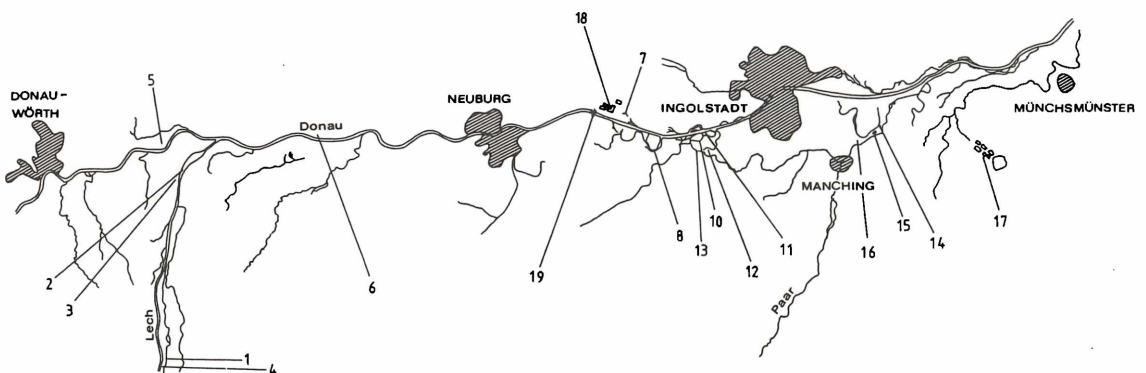 18
7
5
DONAU-
WÖRTH
NEUBURG
INGOLSTADT
MÜNCHSMÜNSTER
Donau
MANCHING
17
2
3
6
19
8
13
10
12
11
16
15
14
Lech
Paar
1
4